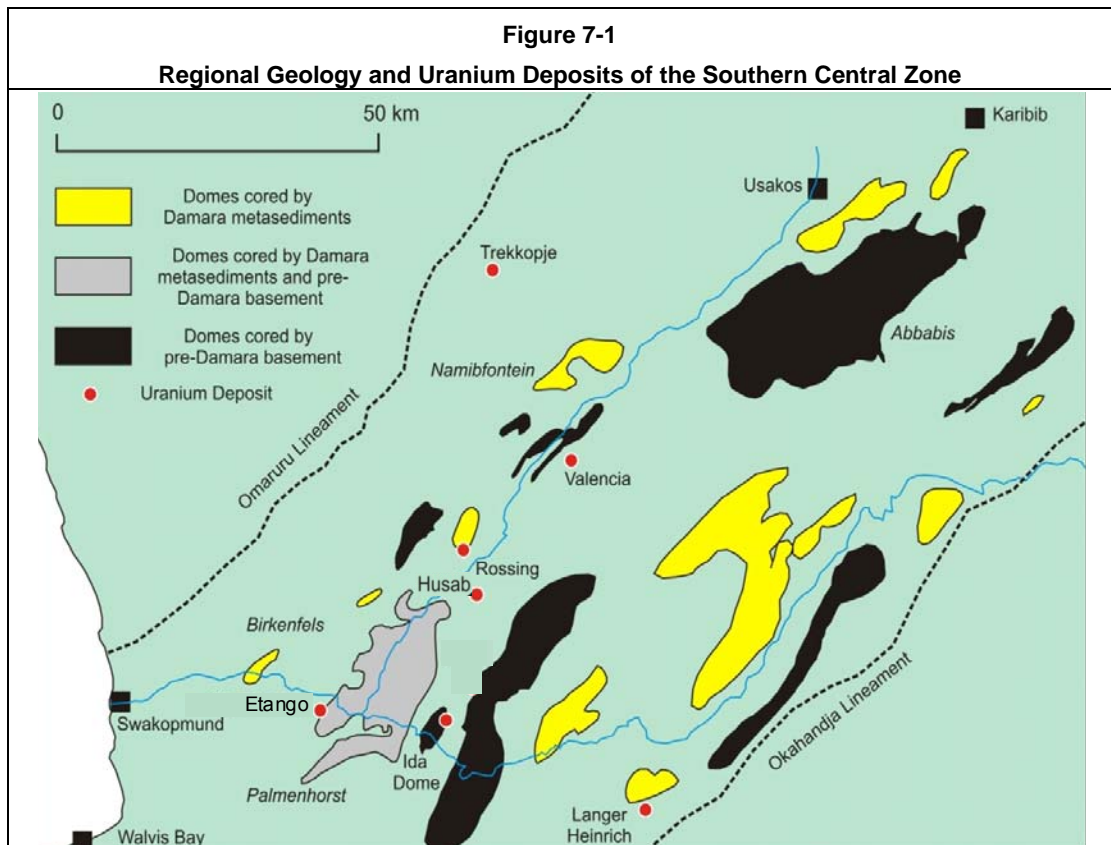 Figure 7-1
Regional Geology and Uranium Deposits of the Southern Central Zone
0
50 km
Domes cored by
Damara metasediments
Domes cored by Damara
metasediments and pre-
Damara basement
Domes cored by
pre-Damara basement
Uranium Deposit
Karibib
Usakos
Trekkopje
Abbabis
Namibfontein
Omaruru Lineament
Valencia
Rossing
Husab
Birkenfels
Etango
Swakopmund
Ida
Dome
Okahandja Lineament
Palmenhorst
Langer
Heinrich
Walvis Bay